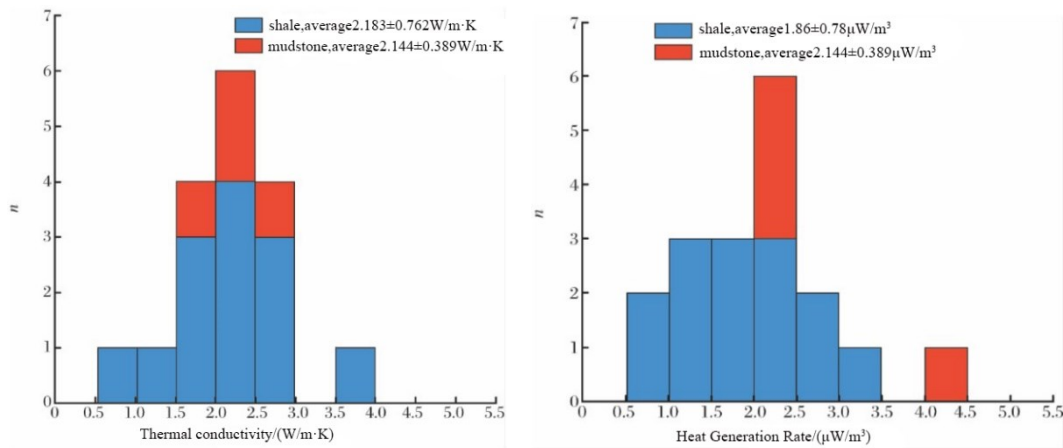 shale,average2.183±0.762W/m·K
mudstone,average2.144±0.389W/m·K
7
6
5
4
3
2
1
0
n
0 0.5 1.0 1.5 2.0 2.5 3.0 3.5 4.0 4.5 5.0 5.5
Thermal conductivity/(W/m·K)
shale,average1.86±0.78μW/m³
mudstone,average2.144±0.389μW/m³
7
6
5
4
3
2
1
0
n
0 0.5 1.0 1.5 2.0 2.5 3.0 3.5 4.0 4.5 5.0 5.5
Heat Generation Rate/(μW/m³)